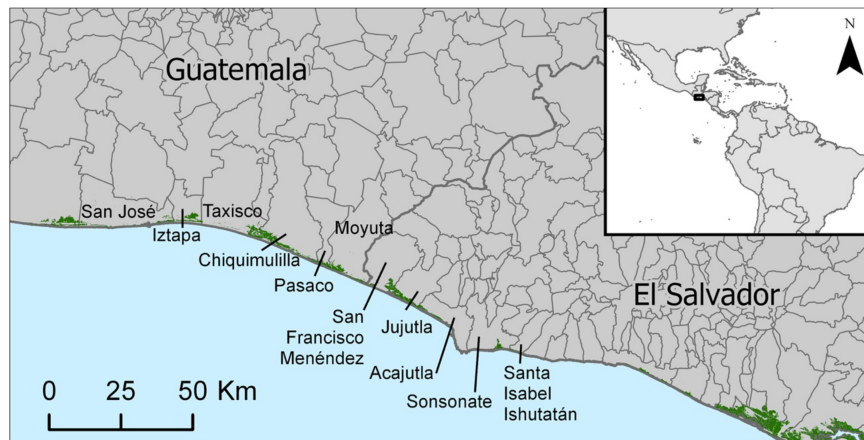 N
Guatemala
San José
Taxisco
Iztapa
Moyuta
Chiquimulilla
Pasaco
San
Francisco
Menéndez
Jujutla
El Salvador
Acajutla
Sonsonate
Santa
Isabel
Ishutatán
0 25 50 Km